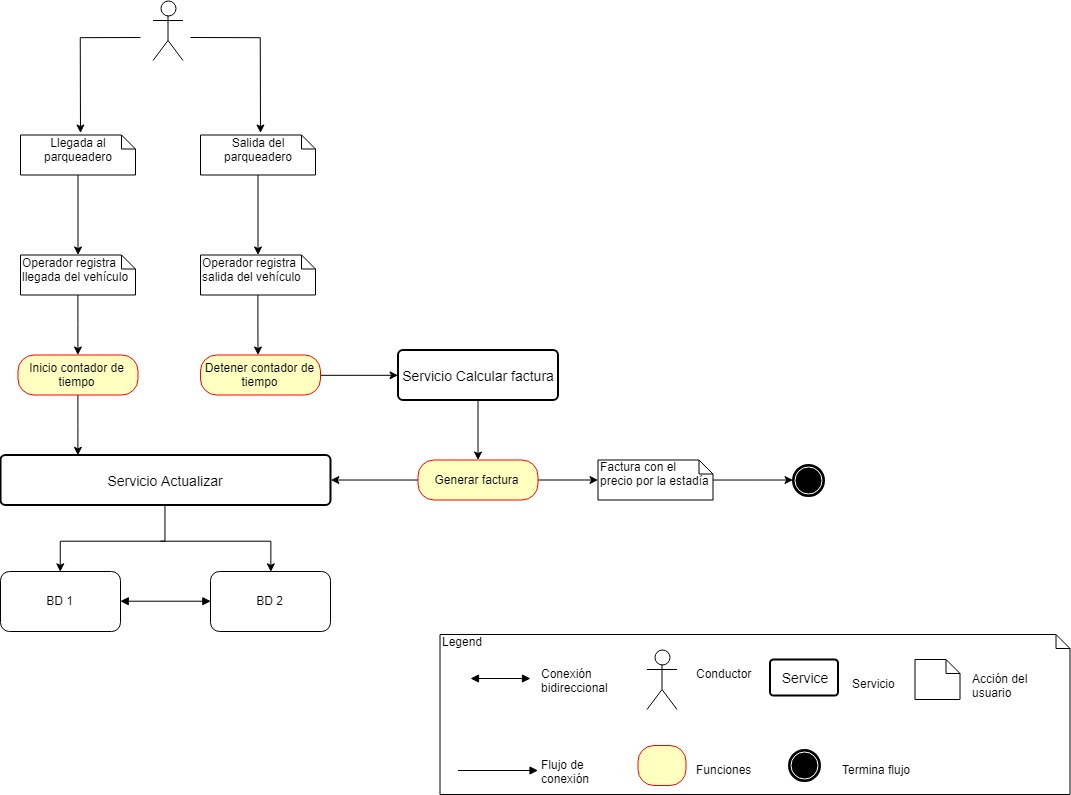 Llegada al
parqueadero
Salida del
parqueadero
Operador registra
llegada del vehículo
Operador registra
salida del vehículo
Inicio contador de
tiempo
Detener contador de
tiempo
Servicio Calcular factura
Servicio Actualizar
Generar factura
Factura con el
precio por la estadía
BD 1
BD 2
Legend
Conexión
bidireccional
Conductor
Service
Servicio
Acción del
usuario
Flujo de
conexión
Funciones
Termina flujo